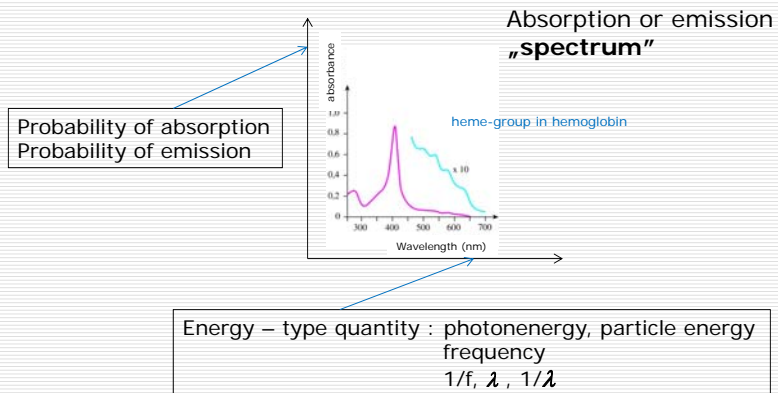 Absorption or emission
„spectrum”
absorbance
Probability of absorption
Probability of emission
heme-group in hemoglobin
1,0
0,8
0,6
0,4
0,2
0
x 10
300 400 500 600 700
Wavelength (nm)
Energy – type quantity : photonenergy, particle energy
frequency
1/f, λ , 1/λ